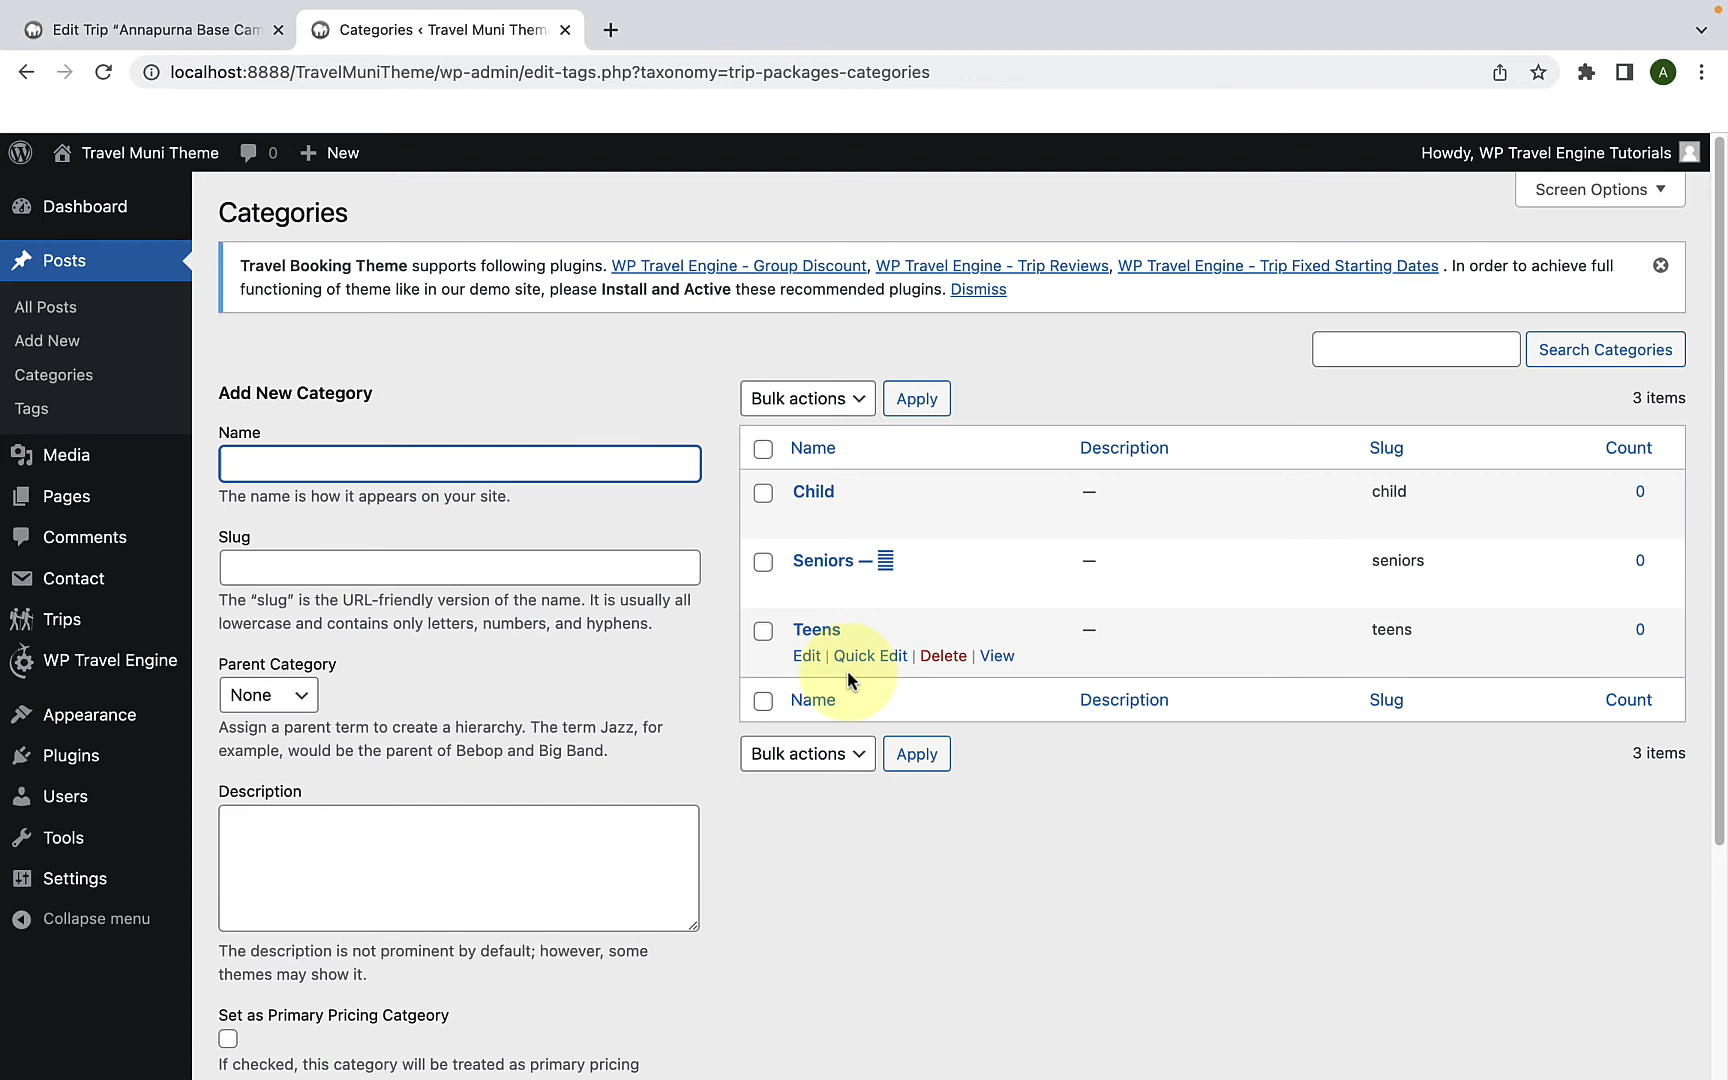 Edit Trip “Annapurna Base Cam
Categories ‹ Travel Muni Them
localhost:8888/TravelMuniTheme/wp-admin/edit-tags.php?taxonomy=trip-packages-categories
A
Travel Muni Theme
0
New
Howdy, WP Travel Engine Tutorials
Dashboard
Posts
All Posts
Add New
Categories
Tags
Media
Pages
Comments
Contact
Trips
WP Travel Engine
Appearance
Plugins
Users
Tools
Settings
Collapse menu
Screen Options
Categories
Travel Booking Theme supports following plugins. WP Travel Engine - Group Discount, WP Travel Engine - Trip Reviews, WP Travel Engine - Trip Fixed Starting Dates . In order to achieve full
functioning of theme like in our demo site, please Install and Active these recommended plugins. Dismiss
Search Categories
Add New Category
Name
The name is how it appears on your site.
Slug
The “slug” is the URL-friendly version of the name. It is usually all
lowercase and contains only letters, numbers, and hyphens.
Parent Category
None
Assign a parent term to create a hierarchy. The term Jazz, for
example, would be the parent of Bebop and Big Band.
Description
The description is not prominent by default; however, some
themes may show it.
Set as Primary Pricing Catgeory
If checked, this category will be treated as primary pricing
Bulk actions Apply 3 items
Name Description Slug Count
Child — child 0
Seniors — — seniors 0
Teens — teens 0
Edit | Quick Edit | Delete | View
Name Description Slug Count
Bulk actions Apply 3 items